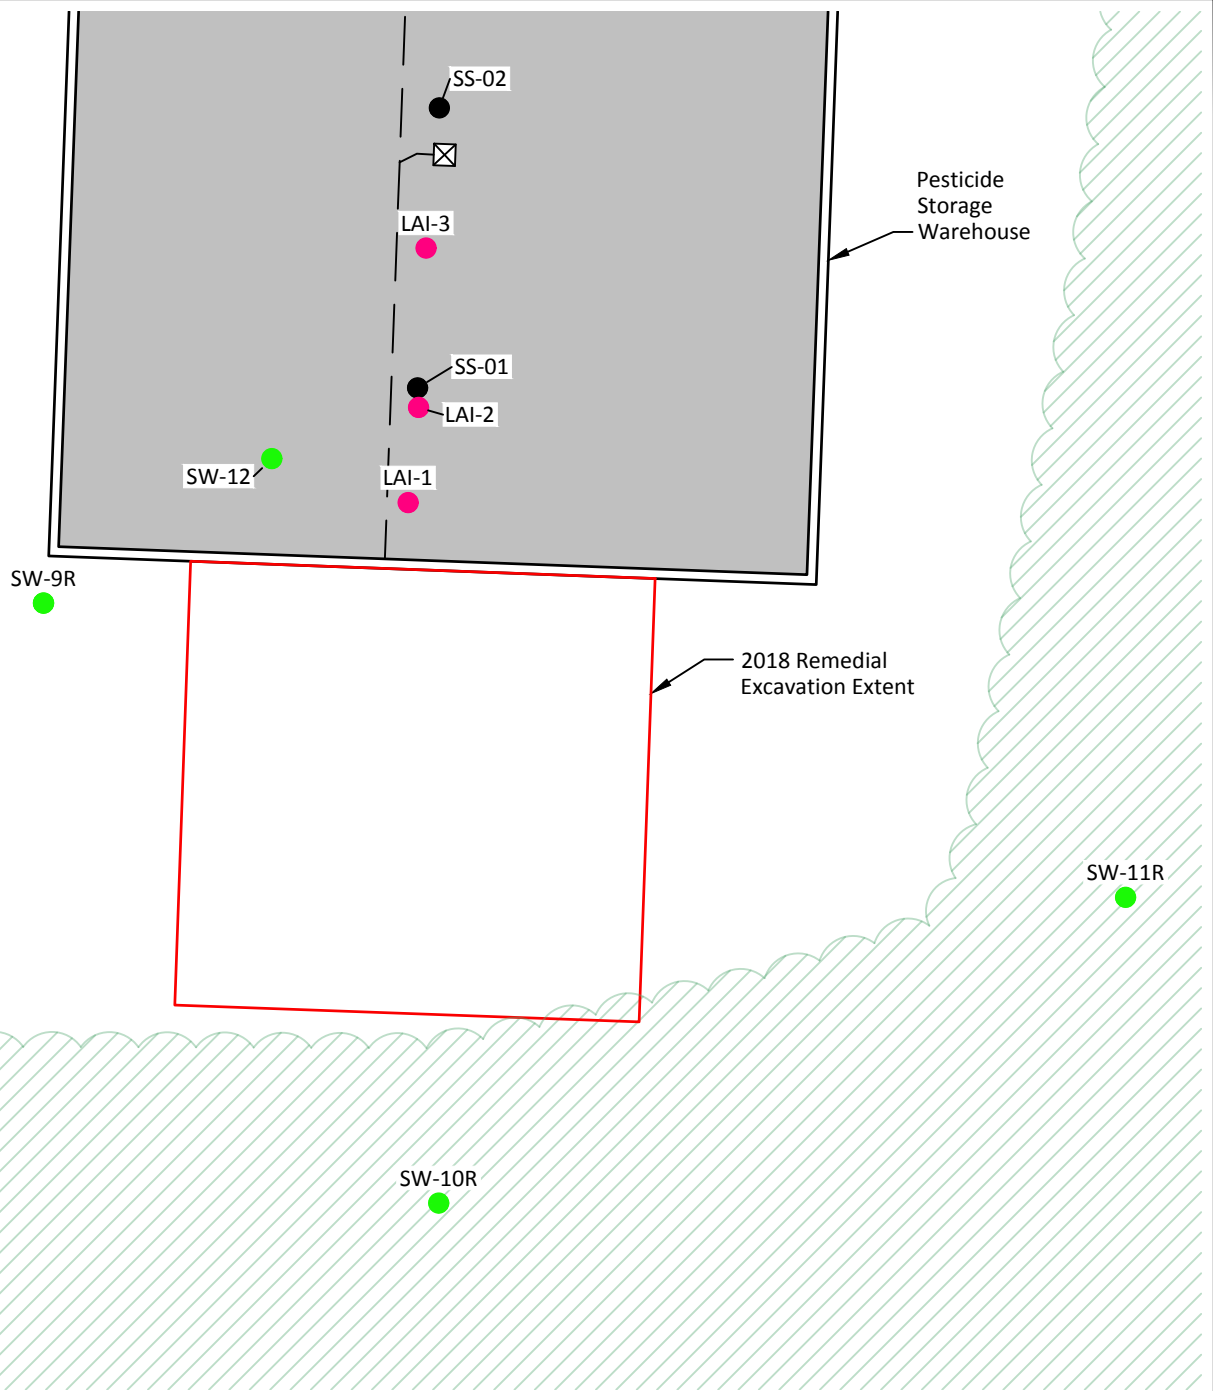 SS-02
Pesticide
Storage
Warehouse
LAI-3
SS-01
LAI-2
SW-12
LAI-1
SW-9R
2018 Remedial
Excavation Extent
SW-11R
SW-10R